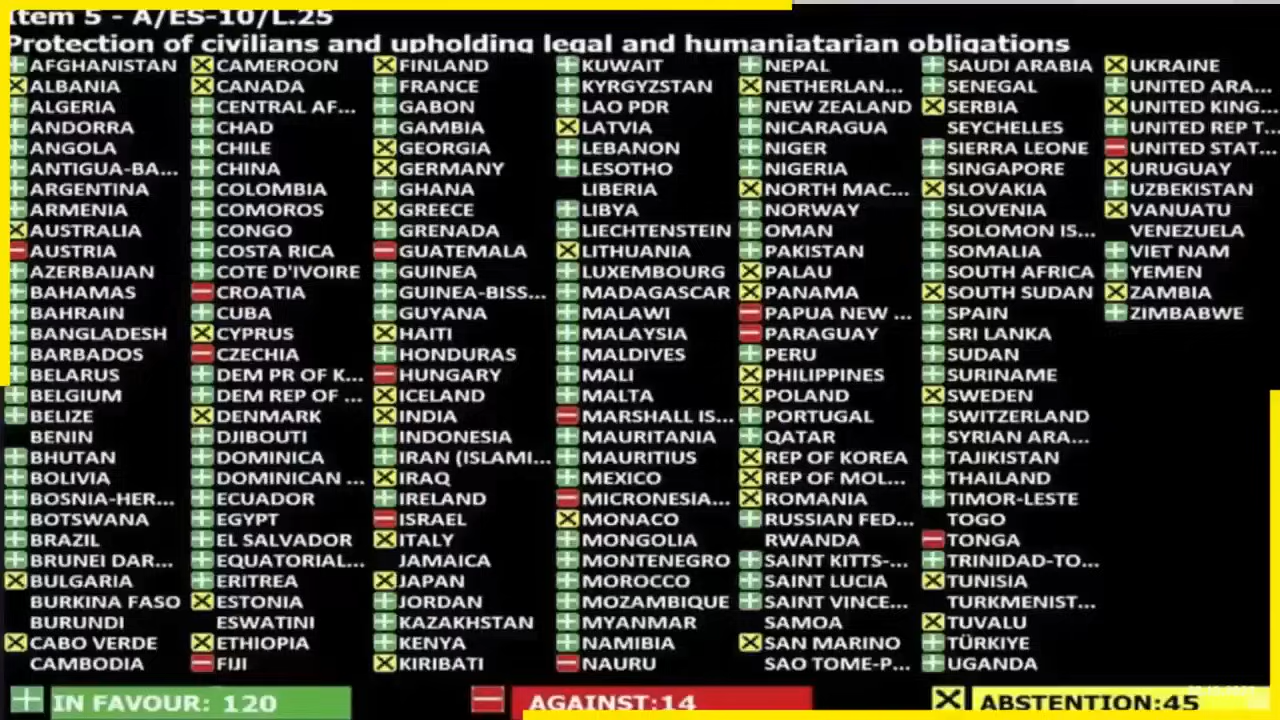 Item 5 - A/ES-10/L.25
Protection of civilians and upholding legal and humaniatarian obligations
AFGHANISTAN
ALBANIA
ALGERIA
ANDORRA
ANGOLA
ANTIGUA-BA...
ARGENTINA
ARMENIA
AUSTRALIA
AUSTRIA
AZERBAIJAN
BAHAMAS
BAHRAIN
BANGLADESH
BARBADOS
BELARUS
BELGIUM
BELIZE
BENIN
BHUTAN
BOLIVIA
BOSNIA-HER...
BOTSWANA
BRAZIL
BRUNEI DAR...
BULGARIA
BURKINA FASO
BURUNDI
CABO VERDE
CAMBODIA
CAMEROON
CANADA
CENTRAL AF...
CHAD
CHILE
CHINA
COLOMBIA
COMOROS
CONGO
COSTA RICA
COTE D'IVOIRE
CROATIA
CUBA
CYPRUS
CZECHIA
DEM PR OF K...
DEM REP OF ...
DENMARK
DJIBOUTI
DOMINICA
DOMINICAN ...
ECUADOR
EGYPT
EL SALVADOR
EQUATORIAL...
ERITREA
ESTONIA
ESWATINI
ETHIOPIA
FIJI
FINLAND
FRANCE
GABON
GAMBIA
GEORGIA
GERMANY
GHANA
GREECE
GRENADA
GUATEMALA
GUINEA
GUINEA-BISS...
GUYANA
HAITI
HONDURAS
HUNGARY
ICELAND
INDIA
INDONESIA
IRAN (ISLAMI...
IRAQ
IRELAND
ISRAEL
ITALY
JAMAICA
JAPAN
JORDAN
KAZAKHSTAN
KENYA
KIRIBATI
KUWAIT
KYRGYZSTAN
LAO PDR
LATVIA
LEBANON
LESOTHO
LIBERIA
LIBYA
LIECHTENSTEIN
LITHUANIA
LUXEMBOURG
MADAGASCAR
MALAWI
MALAYSIA
MALDIVES
MALI
MALTA
MARSHALL IS...
MAURITANIA
MAURITIUS
MEXICO
MICRONESIA...
MONACO
MONGOLIA
MONTENEGRO
MOROCCO
MOZAMBIQUE
MYANMAR
NAMIBIA
NAURU
NEPAL
NETHERLAN...
NEW ZEALAND
NICARAGUA
NIGER
NIGERIA
NORTH MAC...
NORWAY
OMAN
PAKISTAN
PALAU
PANAMA
PAPUA NEW ...
PARAGUAY
PERU
PHILIPPINES
POLAND
PORTUGAL
QATAR
REP OF KOREA
REP OF MOL...
ROMANIA
RUSSIAN FED...
RWANDA
SAINT KITTS-...
SAINT LUCIA
SAINT VINCE...
SAMOA
SAN MARINO
SAO TOME-P...
SAUDI ARABIA
SENEGAL
SERBIA
SEYCHELLES
SIERRA LEONE
SINGAPORE
SLOVAKIA
SLOVENIA
SOLOMON IS...
SOMALIA
SOUTH AFRICA
SOUTH SUDAN
SPAIN
SRI LANKA
SUDAN
SURINAME
SWEDEN
SWITZERLAND
SYRIAN ARA...
TAJIKISTAN
THAILAND
TIMOR-LESTE
TOGO
TONGA
TRINIDAD-TO...
TUNISIA
TURKMENIST...
TUVALU
TÜRKIYE
UGANDA
UKRAINE
UNITED ARA...
UNITED KING...
UNITED REP T...
UNITED STAT...
URUGUAY
UZBEKISTAN
VANUATU
VENEZUELA
VIET NAM
YEMEN
ZAMBIA
ZIMBABWE
IN FAVOUR: 120
AGAINST:14
ABSTENTION:45